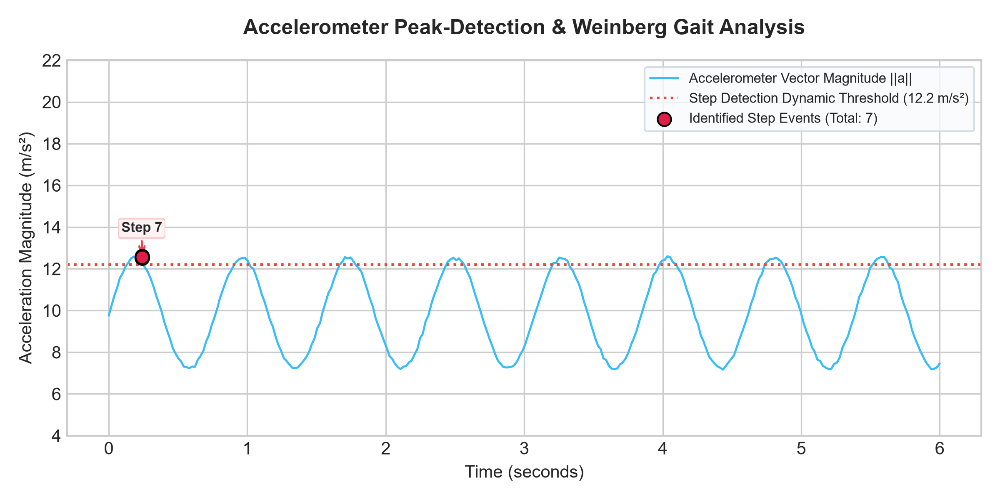 Accelerometer Peak-Detection & Weinberg Gait Analysis
Accelerometer Vector Magnitude ||a||
Step Detection Dynamic Threshold (12.2 m/s²)
Identified Step Events (Total: 7)
Step 7
Acceleration Magnitude (m/s²)
22
20
18
16
14
12
10
8
6
4
0 1 2 3 4 5 6
Time (seconds)